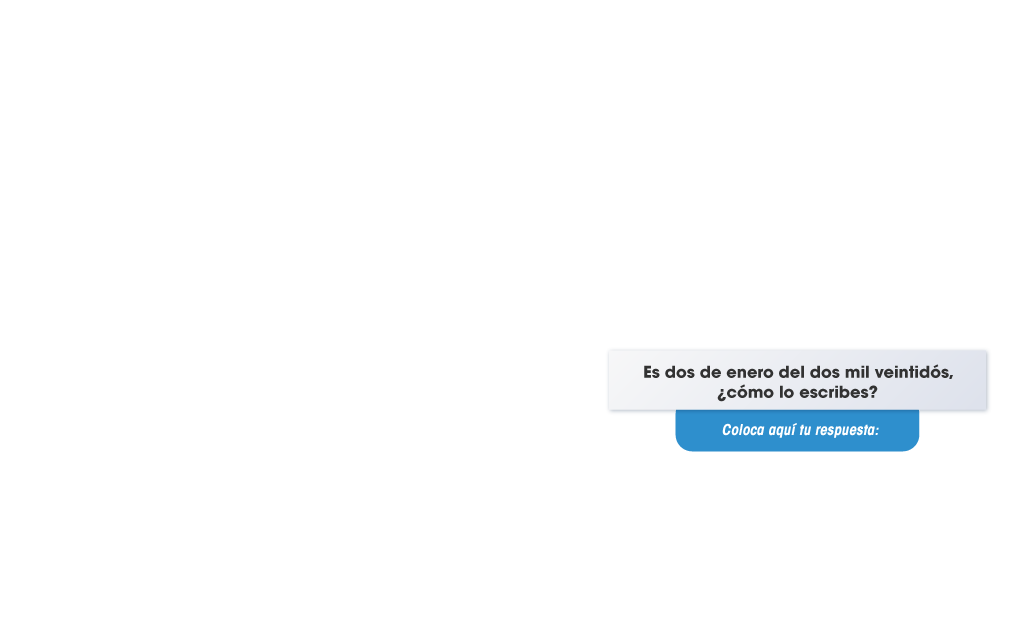 Es dos de enero del dos mil veintidós,
¿cómo lo escribes?
Coloca aquí tu respuesta: